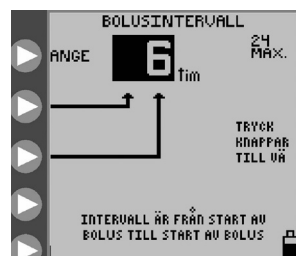 BOLUSINTERVALL
ANGE 6 tim
24 MAX.
TRYCK
KNAPPAR
TILL VÄ
INTERVALL ÄR FRÅN START AV
BOLUS TILL START AV BOLUS